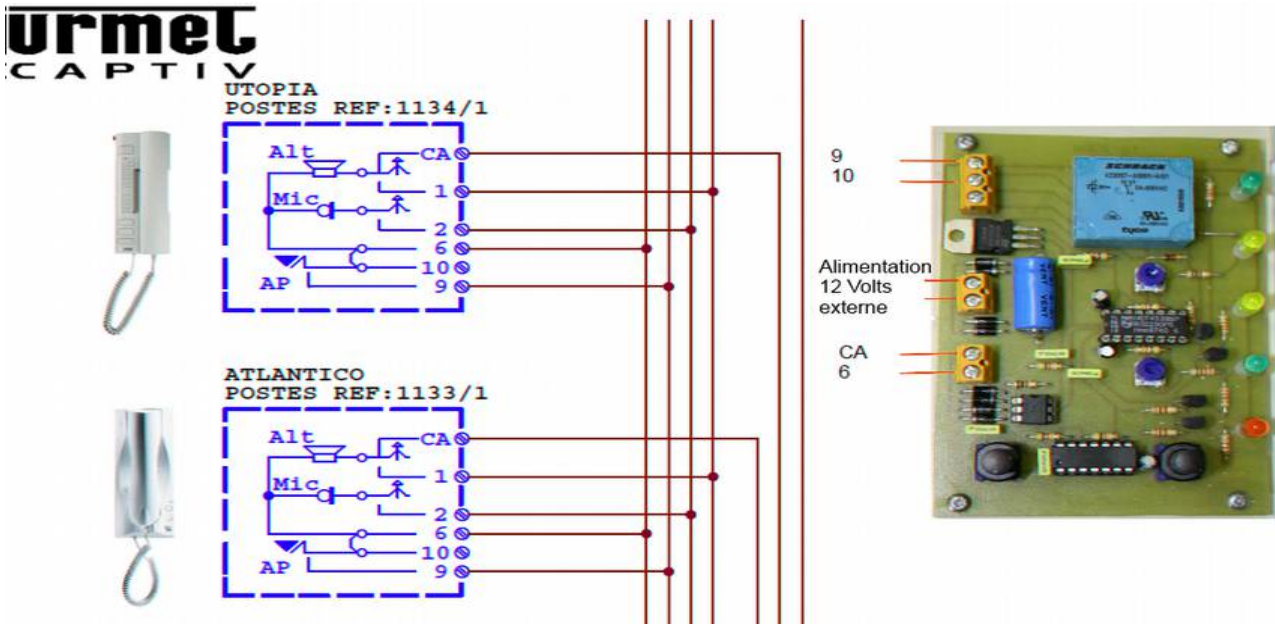 urmet
CAPTIV
UTOPIA
POSTES REF:1134/1
Alt
CA
1
Mic
2
6
10
AP
9
ATLANTICO
POSTES REF:1133/1
Alt
CA
1
Mic
2
6
10
AP
9
9
10
Alimentation
12 Volts
externe
CA
6
SCHRACK